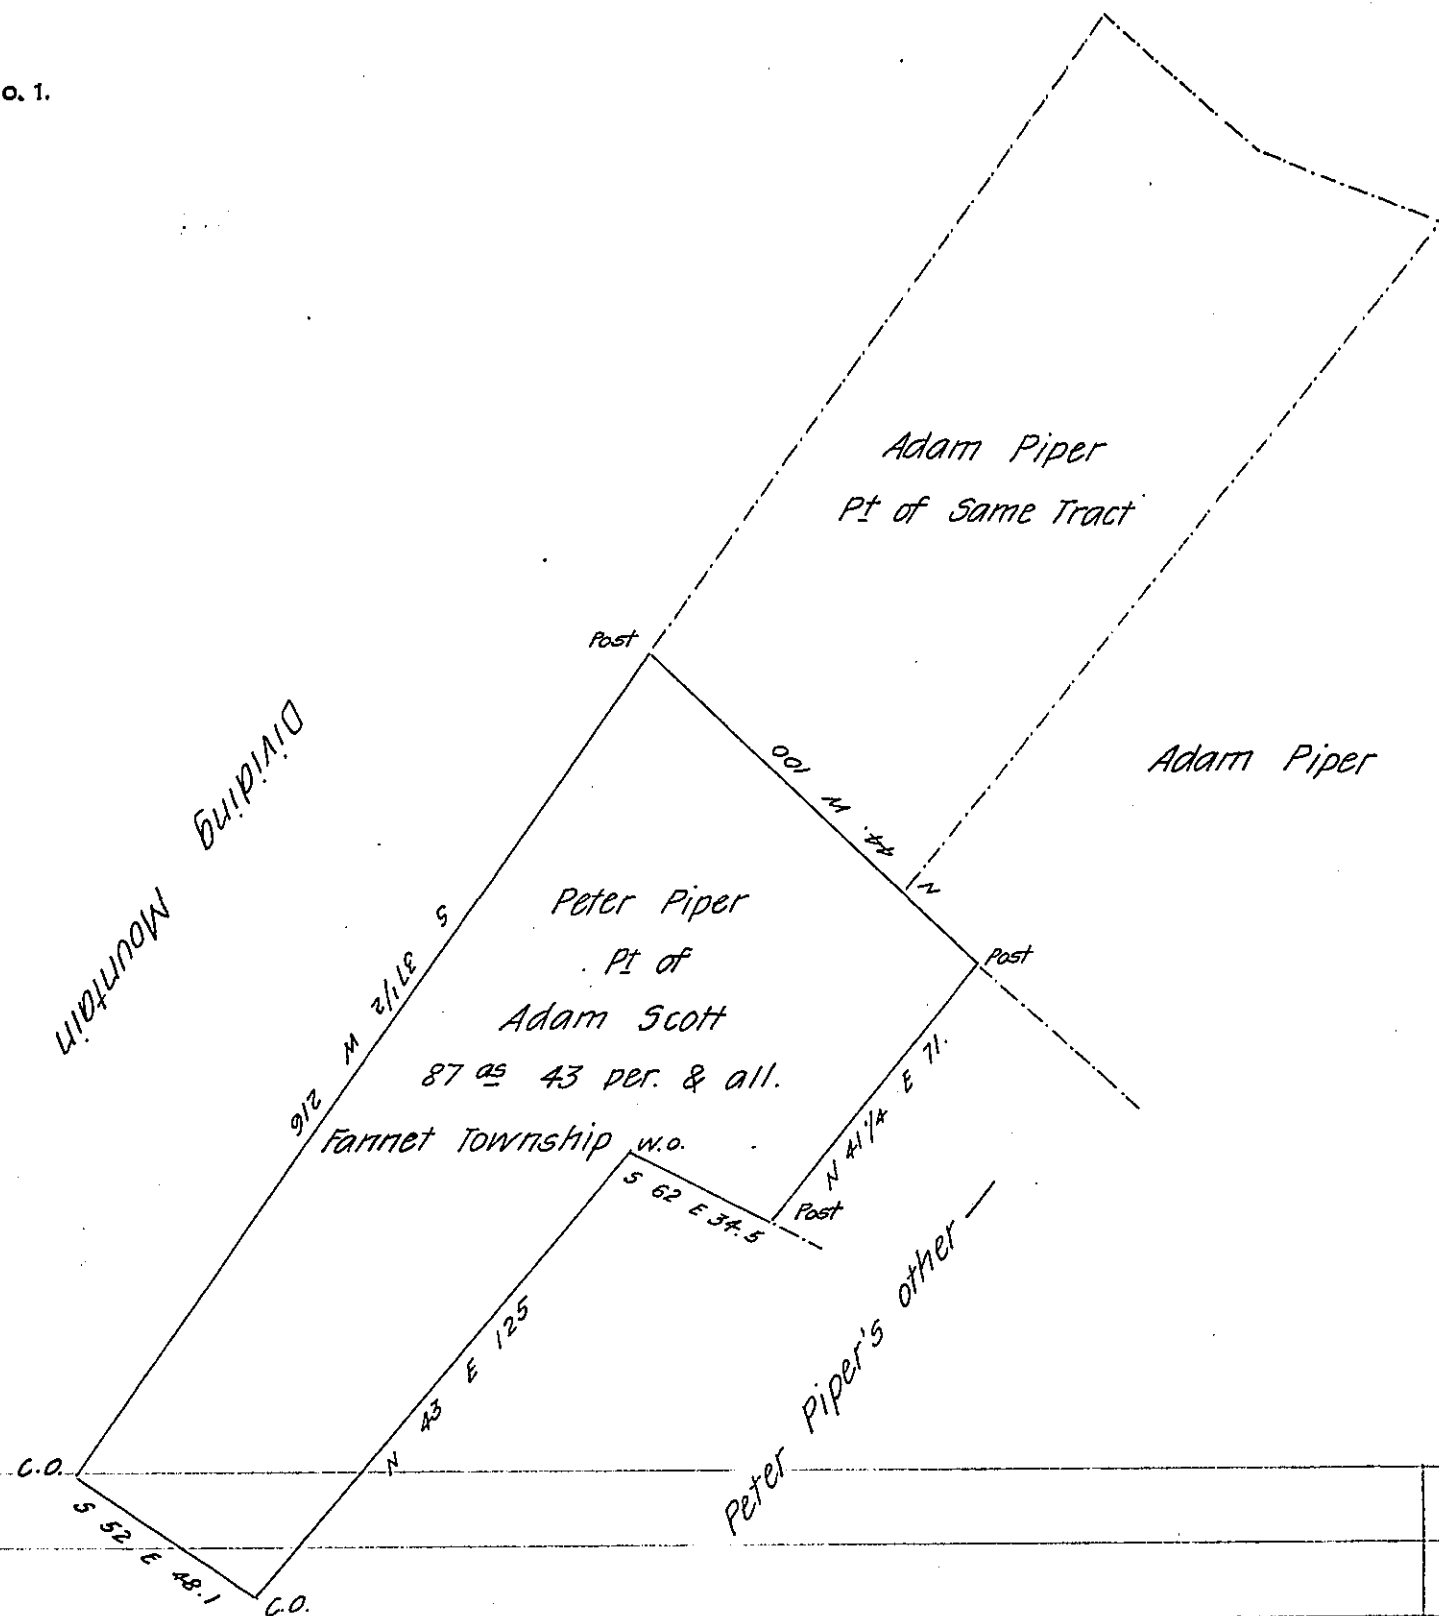 o. 1.
Adam Piper
Pt of Same Tract
Post
Dividing
Mountain
N 44. W 100
Adam Piper
S 37 1/2 W 216
Peter Piper
Pt of
Adam Scott
87 as 43 per. & all.
Fannet Township
Post
W.O.
N 41 1/4 E 71.
S 62 E 34.5
Post
N 43 E 125
Peter Piper's other
C.O.
S 52 E 48.1
C.O.